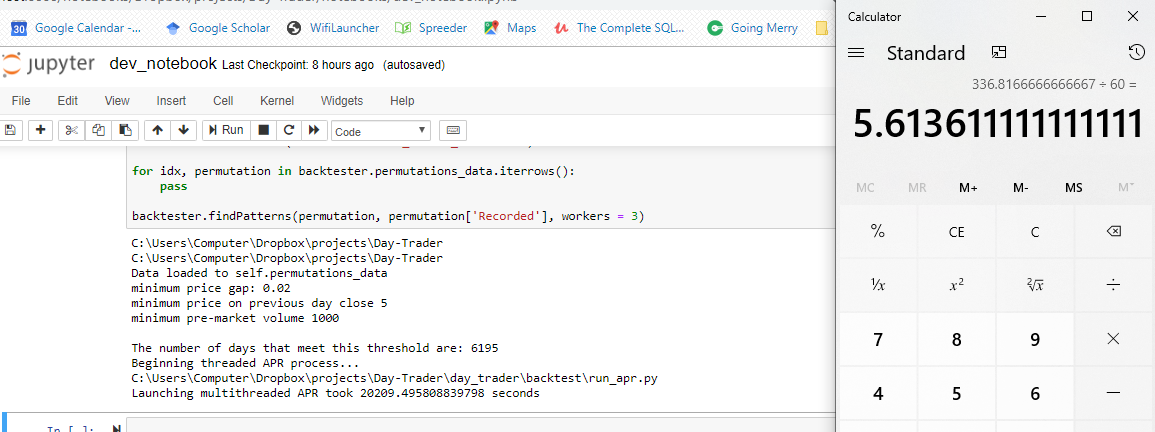 Google Calendar -...
Google Scholar
WifiLauncher
Spreeder
Maps
The Complete SQL...
Going Merry
jupyter dev_notebook Last Checkpoint: 8 hours ago (autosaved)
File Edit View Insert Cell Kernel Widgets Help
Run
Code
for idx, permutation in backtester.permutations_data.iterrows():
pass
backtester.findPatterns(permutation, permutation['Recorded'], workers = 3)
C:\Users\Computer\Dropbox\projects\Day-Trader
C:\Users\Computer\Dropbox\projects\Day-Trader
Data loaded to self.permutations_data
minimum price gap: 0.02
minimum price on previous day close 5
minimum pre-market volume 1000
The number of days that meet this threshold are: 6195
Beginning threaded APR process...
C:\Users\Computer\Dropbox\projects\Day-Trader\day_trader\backtest\run_apr.py
Launching multithreaded APR took 20209.495808839798 seconds
In [ ]:
Calculator
Standard
336.8166666666667 ÷ 60 =
5.613611111111111
MC MR M+ M- MS M˅
% CE C
¹/x x² ²√x ÷
7 8 9 ×
4 5 6 −